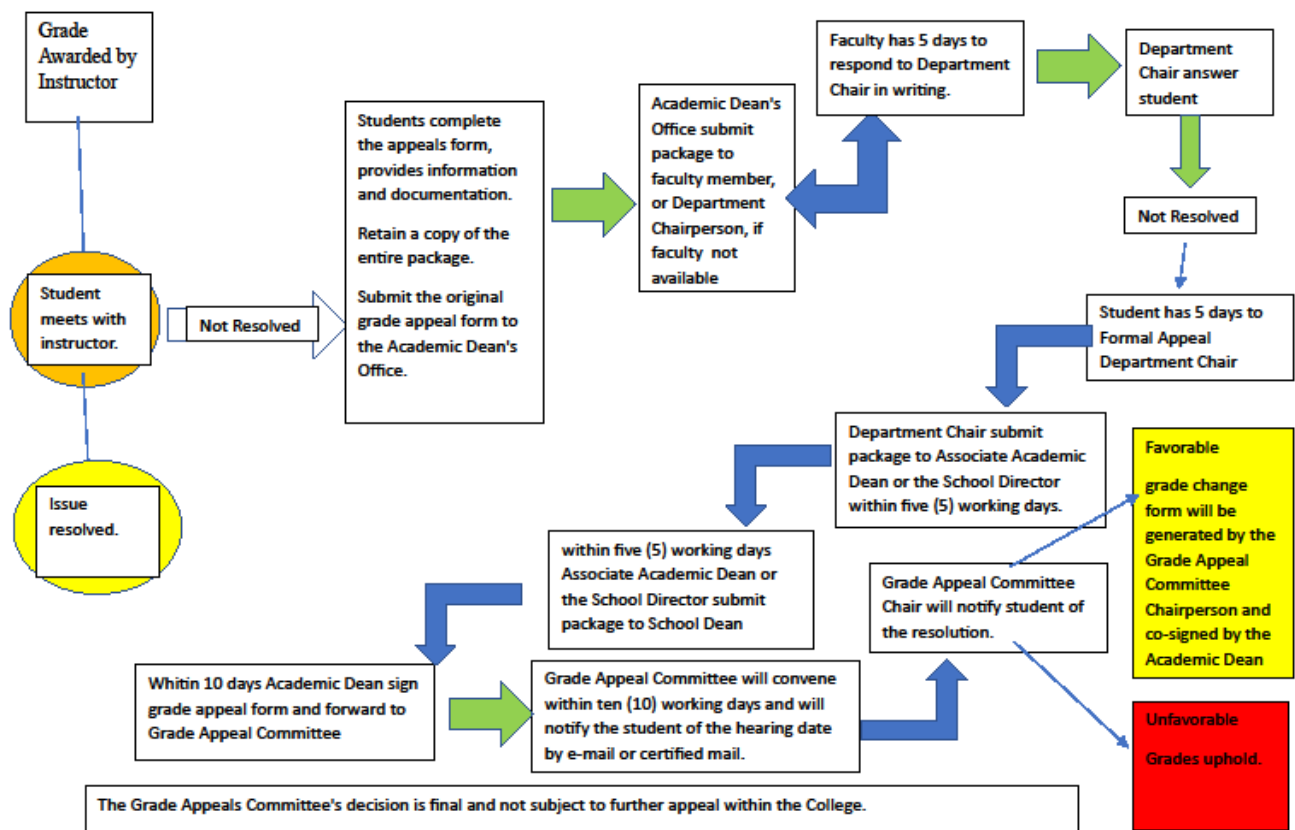 Grade
Awarded by
Instructor
Student
meets with
instructor.
Issue
resolved.
Not Resolved
Students complete
the appeals form,
provides information
and documentation.
Retain a copy of the
entire package.
Submit the original
grade appeal form to
the Academic Dean's
Office.
Academic Dean's
Office submit
package to
faculty member,
or Department
Chairperson, if
faculty not
available
Faculty has 5 days to
respond to Department
Chair in writing.
Department
Chair answer
student
Not Resolved
Student has 5 days to
Formal Appeal
Department Chair
Department Chair submit
package to Associate Academic
Dean or the School Director
within five (5) working days.
within five (5) working days
Associate Academic Dean or
the School Director submit
package to School Dean
Whitin 10 days Academic Dean sign
grade appeal form and forward to
Grade Appeal Committee
Grade Appeal Committee will convene
within ten (10) working days and will
notify the student of the hearing date
by e-mail or certified mail.
Grade Appeal Committee
Chair will notify student of
the resolution.
Favorable
grade change
form will be
generated by the
Grade Appeal
Committee
Chairperson and
co-signed by the
Academic Dean
Unfavorable
Grades uphold.
The Grade Appeals Committee's decision is final and not subject to further appeal within the College.